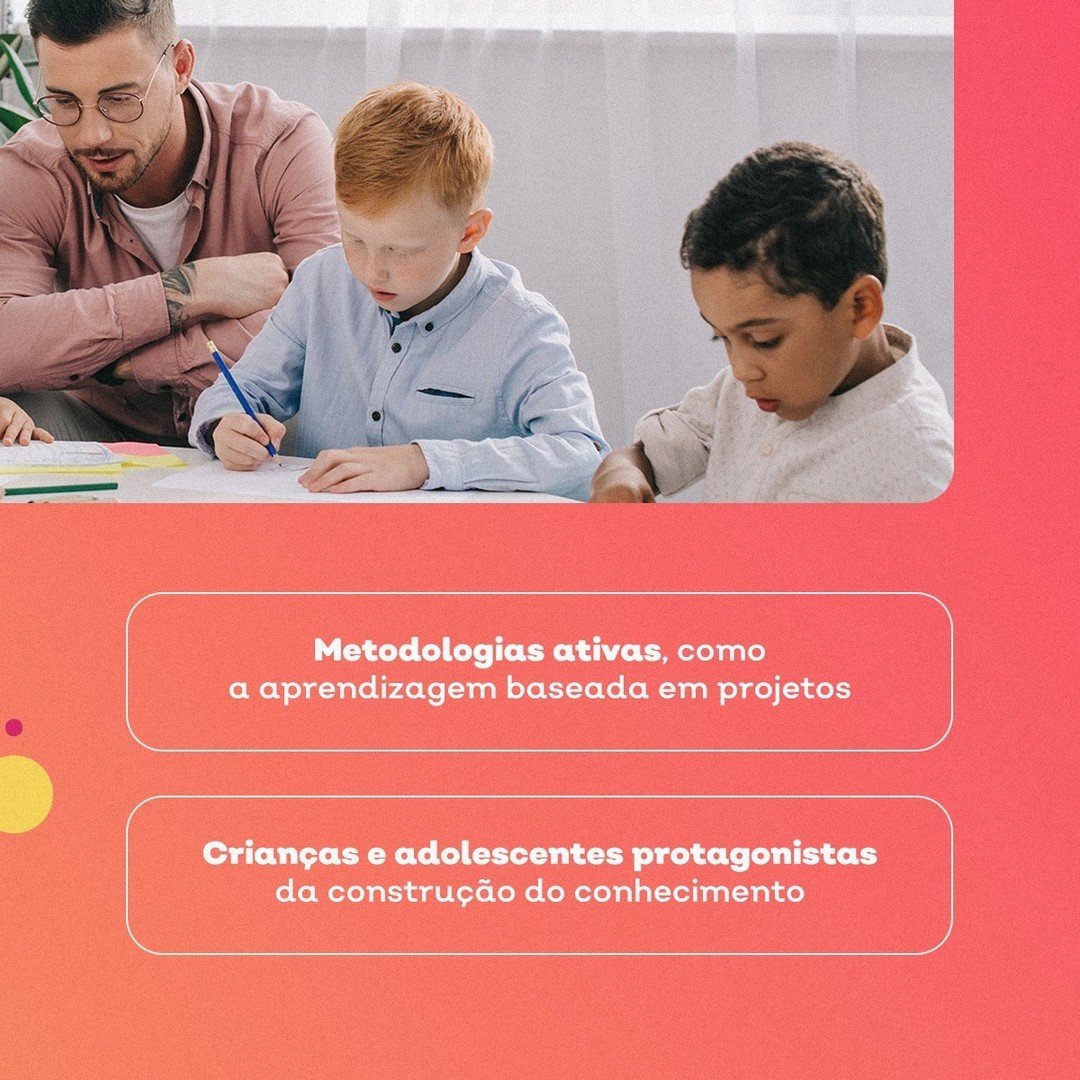 Metodologias ativas, como
a aprendizagem baseada em projetos
Crianças e adolescentes protagonistas
da construção do conhecimento